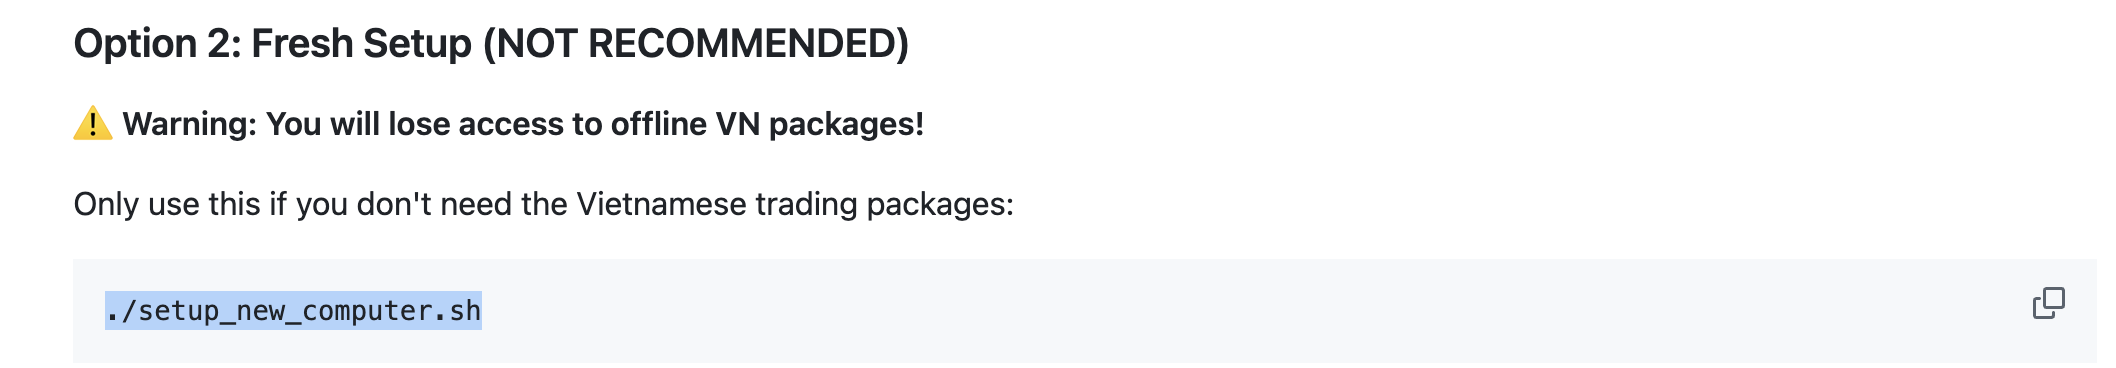 Option 2: Fresh Setup (NOT RECOMMENDED)
⚠️ Warning: You will lose access to offline VN packages!
Only use this if you don't need the Vietnamese trading packages:
./setup_new_computer.sh